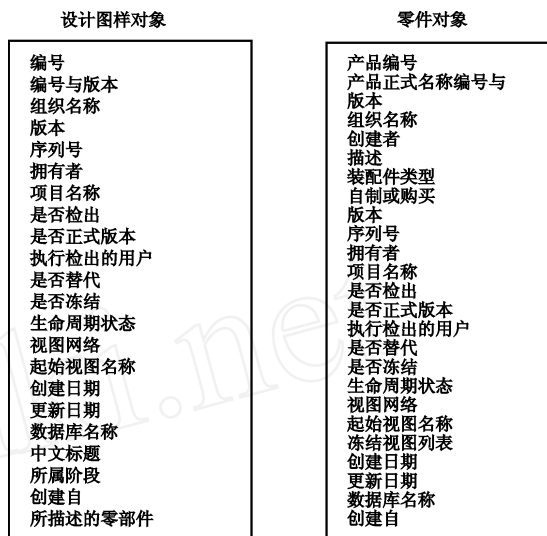 设计图样对象
编号
编号与版本
组织名称
版本
序列号
拥有者
项目名称
是否检出
是否正式版本
执行检出的用户
是否替代
是否冻结
生命周期状态
视图网络
起始视图名称
创建日期
更新日期
数据库名称
中文标题
所属阶段
创建自
所描述的零部件
零件对象
产品编号
产品正式名称编号与
版本
组织名称
创建者
描述
装配件类型
自制或购买
版本
序列号
拥有者
项目名称
是否检出
是否正式版本
执行检出的用户
是否替代
是否冻结
生命周期状态
视图网络
起始视图名称
冻结视图列表
创建日期
更新日期
数据库名称
创建自